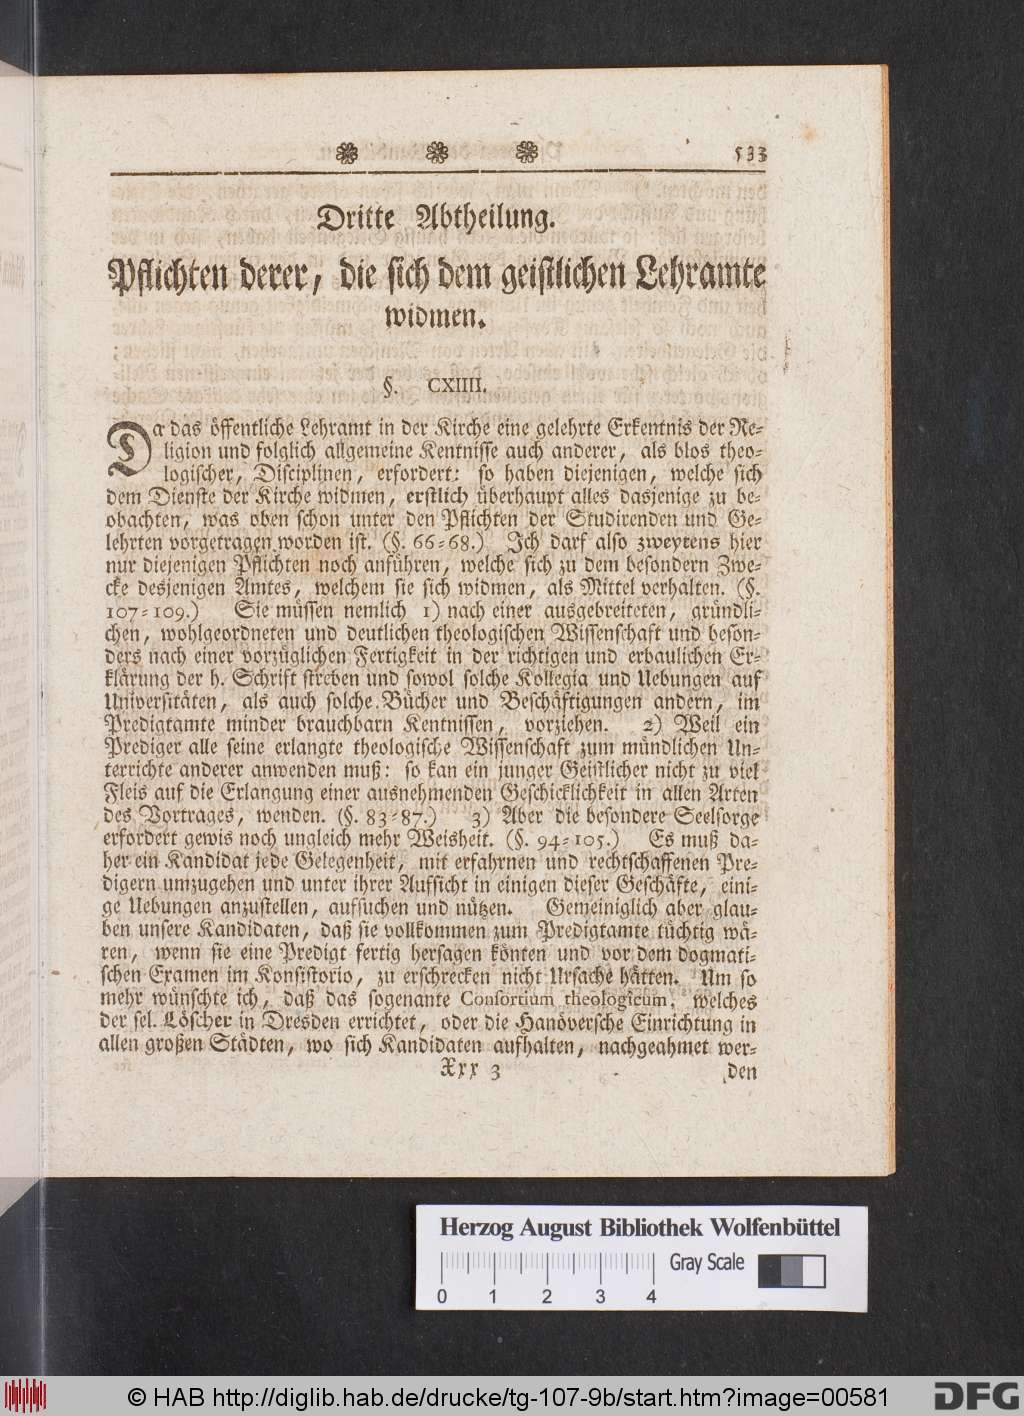 533
Dritte Abtheilung.
Pflichten derer, die sich dem geistlichen Lehramte
widmen.
§. CXIIII.
Da das öffentliche Lehramt in der Kirche eine gelehrte Erkentnis der Re-
ligion und folglich allgemeine Kentnisse auch anderer, als blos theo-
logischer, Disciplinen, erfordert: so haben diejenigen, welche sich
dem Dienste der Kirche widmen, erstlich überhaupt alles dasjenige zu be-
obachten, was oben schon unter den Pflichten der Studirenden und Ge-
lehrten vorgetragen worden ist. (§. 66-68.) Ich darf also zweytens hier
nur diejenigen Pflichten noch anführen, welche sich zu dem besondern Zwe-
cke desjenigen Amtes, welchem sie sich widmen, als Mittel verhalten. (§.
107-109.) Sie müssen nemlich 1) nach einer ausgebreiteten, gründli-
chen, wohlgeordneten und deutlichen theologischen Wissenschaft und beson-
ders nach einer vorzüglichen Fertigkeit in der richtigen und erbaulichen Er-
klärung der h. Schrift streben und sowol solche Kollegia und Uebungen auf
Universitäten, als auch solche Bücher und Beschäftigungen andern, im
Predigtamte minder brauchbarn Kentnissen, vorziehen. 2) Weil ein
Prediger alle seine erlangte theologische Wissenschaft zum mündlichen Un-
terrichte anderer anwenden muß: so kan ein junger Geistlicher nicht zu viel
Fleis auf die Erlangung einer ausnehmenden Geschicklichkeit in allen Arten
des Vortrages, wenden. (§. 83-87.) 3) Aber die besondere Seelsorge
erfordert gewis noch ungleich mehr Weisheit. (§. 94-105.) Es muß da-
her ein Kandidat jede Gelegenheit, mit erfahrnen und rechtschaffenen Pre-
digern umzugehen und unter ihrer Aufsicht in einigen dieser Geschäfte, eini-
ge Uebungen anzustellen, aufsuchen und nützen. Gemeiniglich aber glau-
ben unsere Kandidaten, daß sie vollkommen zum Predigtamte tüchtig wä-
ren, wenn sie eine Predigt fertig hersagen könten und vor dem dogmati-
schen Examen im Konsistorio, zu erschrecken nicht Ursache hätten. Um so
mehr wünschte ich, daß das sogenante Consortium theologicum, welches
der sel. Löscher in Dresden errichtet, oder die Hanöversche Einrichtung in
allen großen Städten, wo sich Kandidaten aufhalten, nachgeahmet wer-
Xxx 3 den
Herzog August Bibliothek Wolfenbüttel
Gray Scale
0 1 2 3 4
© HAB http://diglib.hab.de/drucke/tg-107-9b/start.htm?image=00581
DFG